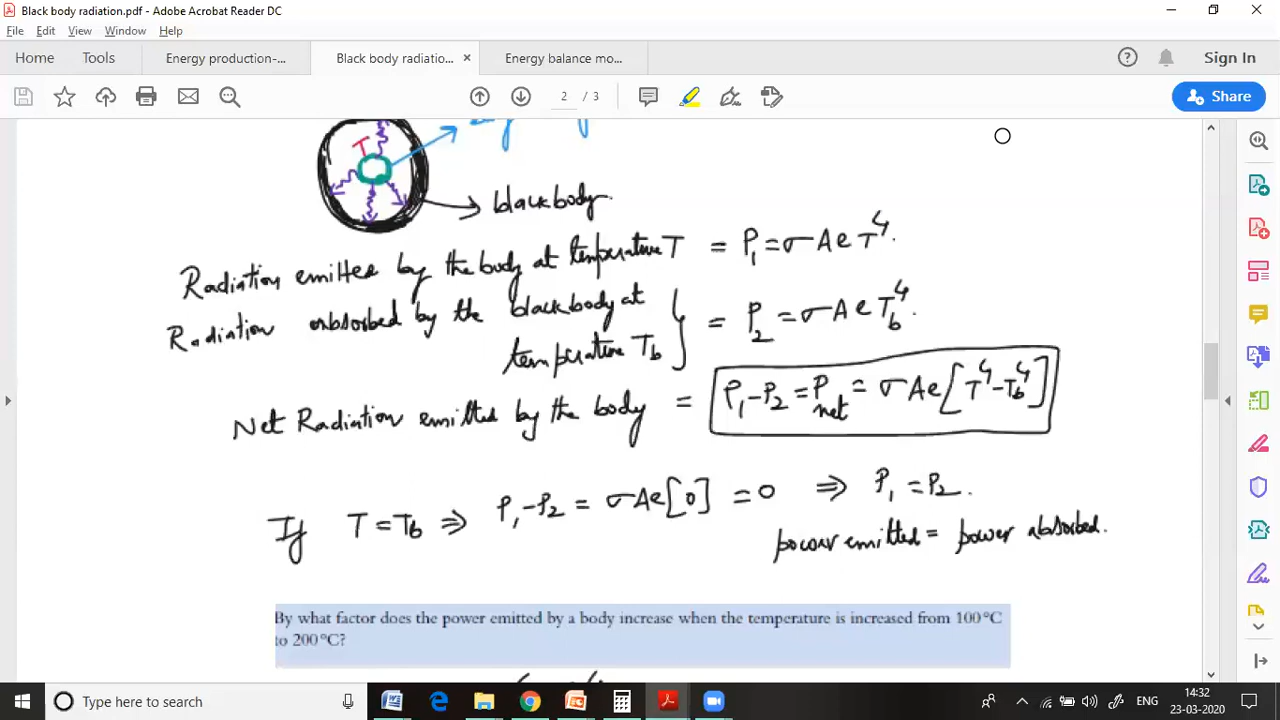 Black body radiation.pdf - Adobe Acrobat Reader DC
File Edit View Window Help
Home Tools Energy production-... Black body radiatio... × Energy balance mo... Sign In
2 / 3 Share
T
blackbody.
Radiation emitted by the body at temperature T = P₁ = σAeT⁴.
Radiation absorbed by the blackbody at
temperature T_b } = P₂ = σAeT_b⁴.
Net Radiation emitted by the body = P₁-P₂ = P_net = σAe[T⁴-T_b⁴]
If T = T_b ⇒ P₁-P₂ = σAe[0] = 0 ⇒ P₁ = P₂.
power emitted = power absorbed.
By what factor does the power emitted by a body increase when the temperature is increased from 100 °C
to 200 °C?
Type here to search ENG 14:32
23-03-2020